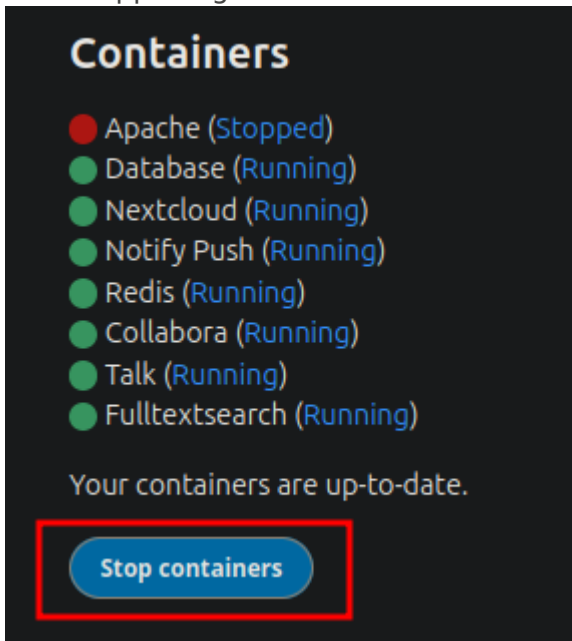 Containers
Apache (Stopped)
Database (Running)
Nextcloud (Running)
Notify Push (Running)
Redis (Running)
Collabora (Running)
Talk (Running)
Fulltextsearch (Running)
Your containers are up-to-date.
Stop containers